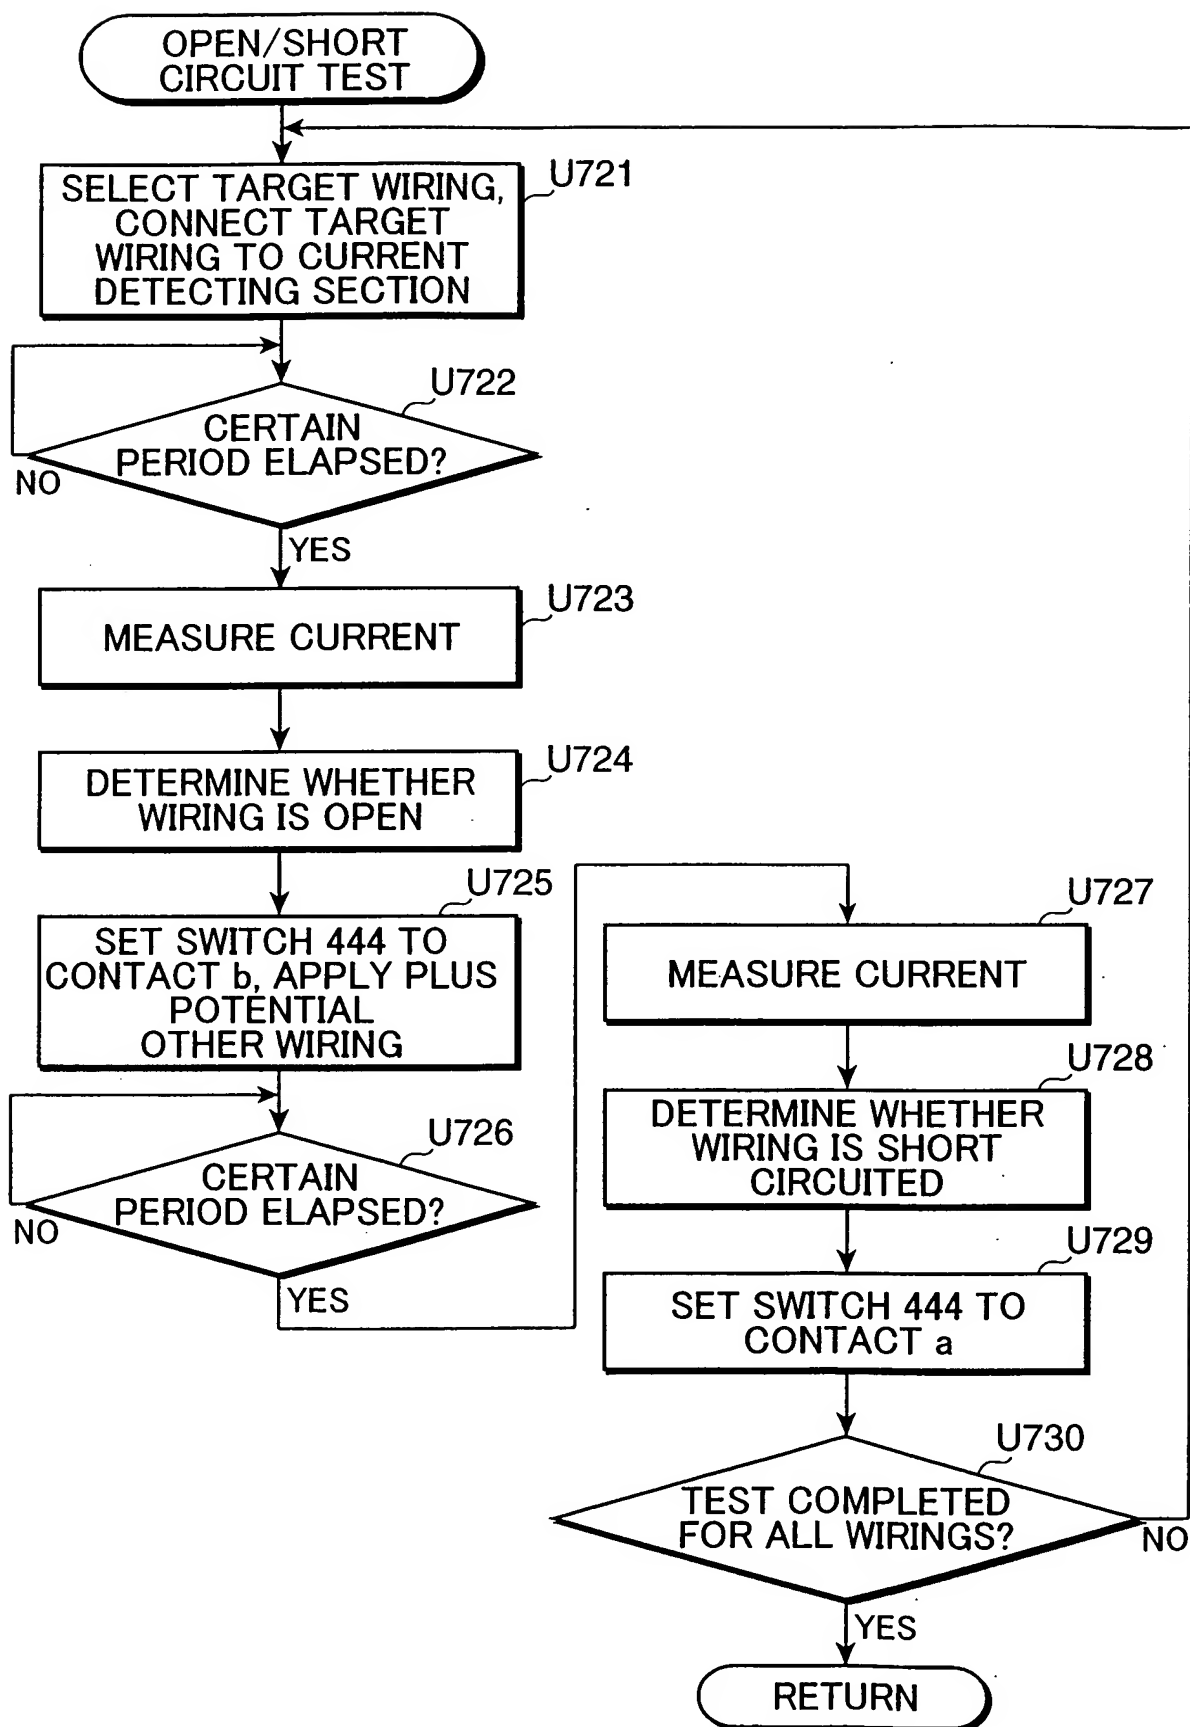 OPEN/SHORT
CIRCUIT TEST
U721
SELECT TARGET WIRING,
CONNECT TARGET
WIRING TO CURRENT
DETECTING SECTION
U722
CERTAIN
PERIOD ELAPSED?
NO
YES
U723
MEASURE CURRENT
U724
DETERMINE WHETHER
WIRING IS OPEN
U725
SET SWITCH 444 TO
CONTACT b, APPLY PLUS
POTENTIAL
OTHER WIRING
U726
CERTAIN
PERIOD ELAPSED?
NO
YES
U727
MEASURE CURRENT
U728
DETERMINE WHETHER
WIRING IS SHORT
CIRCUITED
U729
SET SWITCH 444 TO
CONTACT a
U730
TEST COMPLETED
FOR ALL WIRINGS?
NO
YES
RETURN